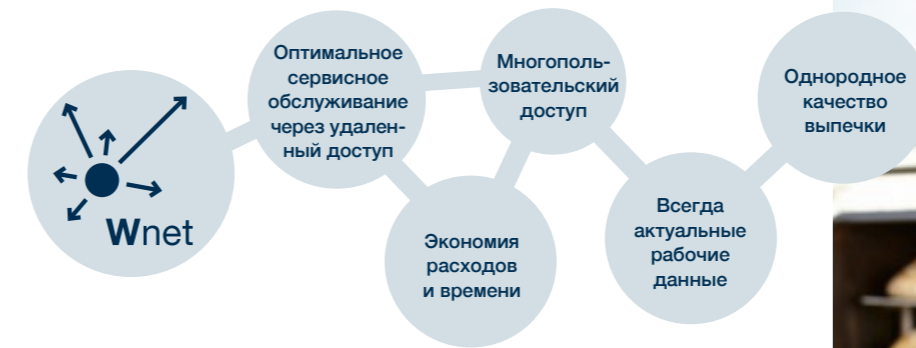 Wnet
Оптимальное
сервисное
обслуживание
через удален-
ный доступ
Экономия
расходов
и времени
Многополь-
зовательский
доступ
Всегда
актуальные
рабочие
данные
Однородное
качество
выпечки